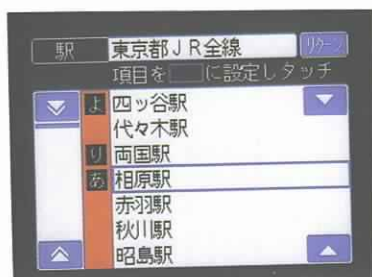 駅 東京都JR全線 リターン
項目を に設定しタッチ
よ 四ッ谷駅
代々木駅
り 両国駅
あ 相原駅
赤羽駅
秋川駅
昭島駅